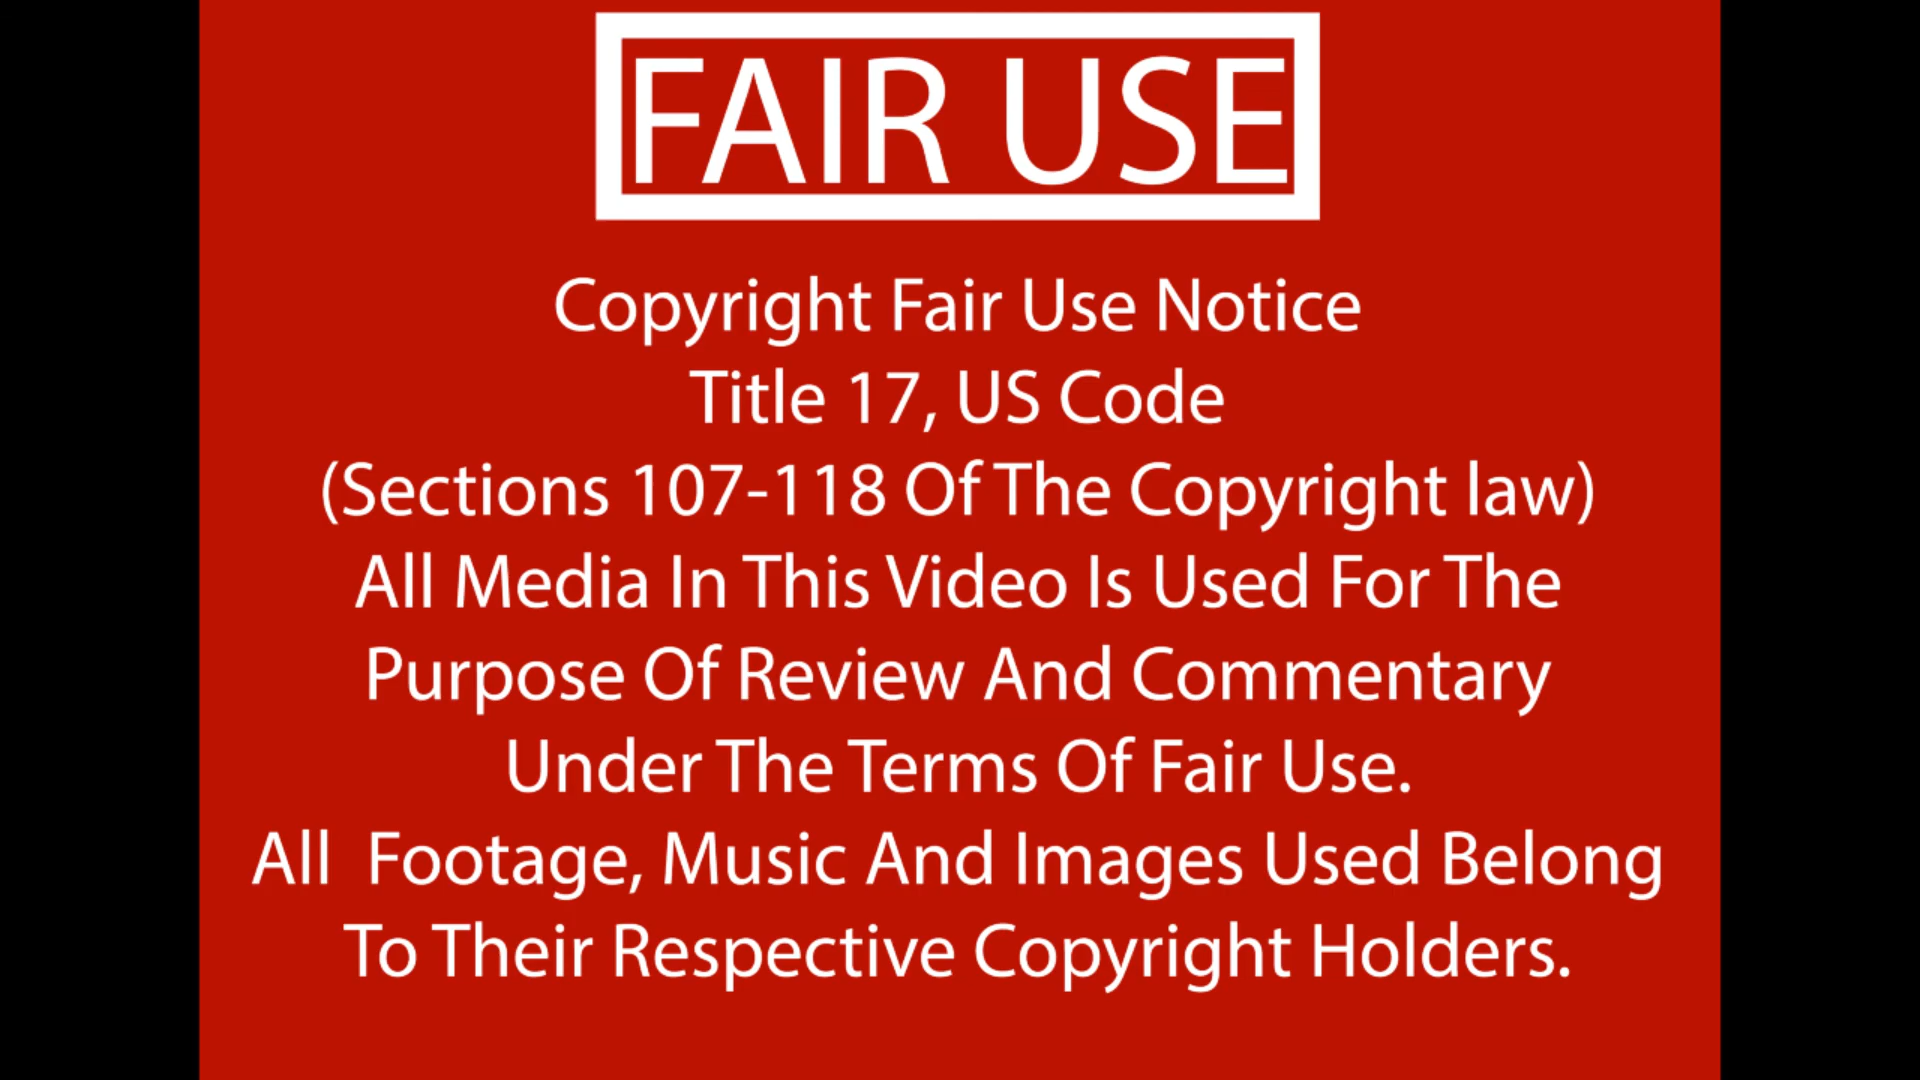 FAIR USE
Copyright Fair Use Notice
Title 17, US Code
(Sections 107-118 Of The Copyright law)
All Media In This Video Is Used For The
Purpose Of Review And Commentary
Under The Terms Of Fair Use.
All  Footage, Music And Images Used Belong
To Their Respective Copyright Holders.